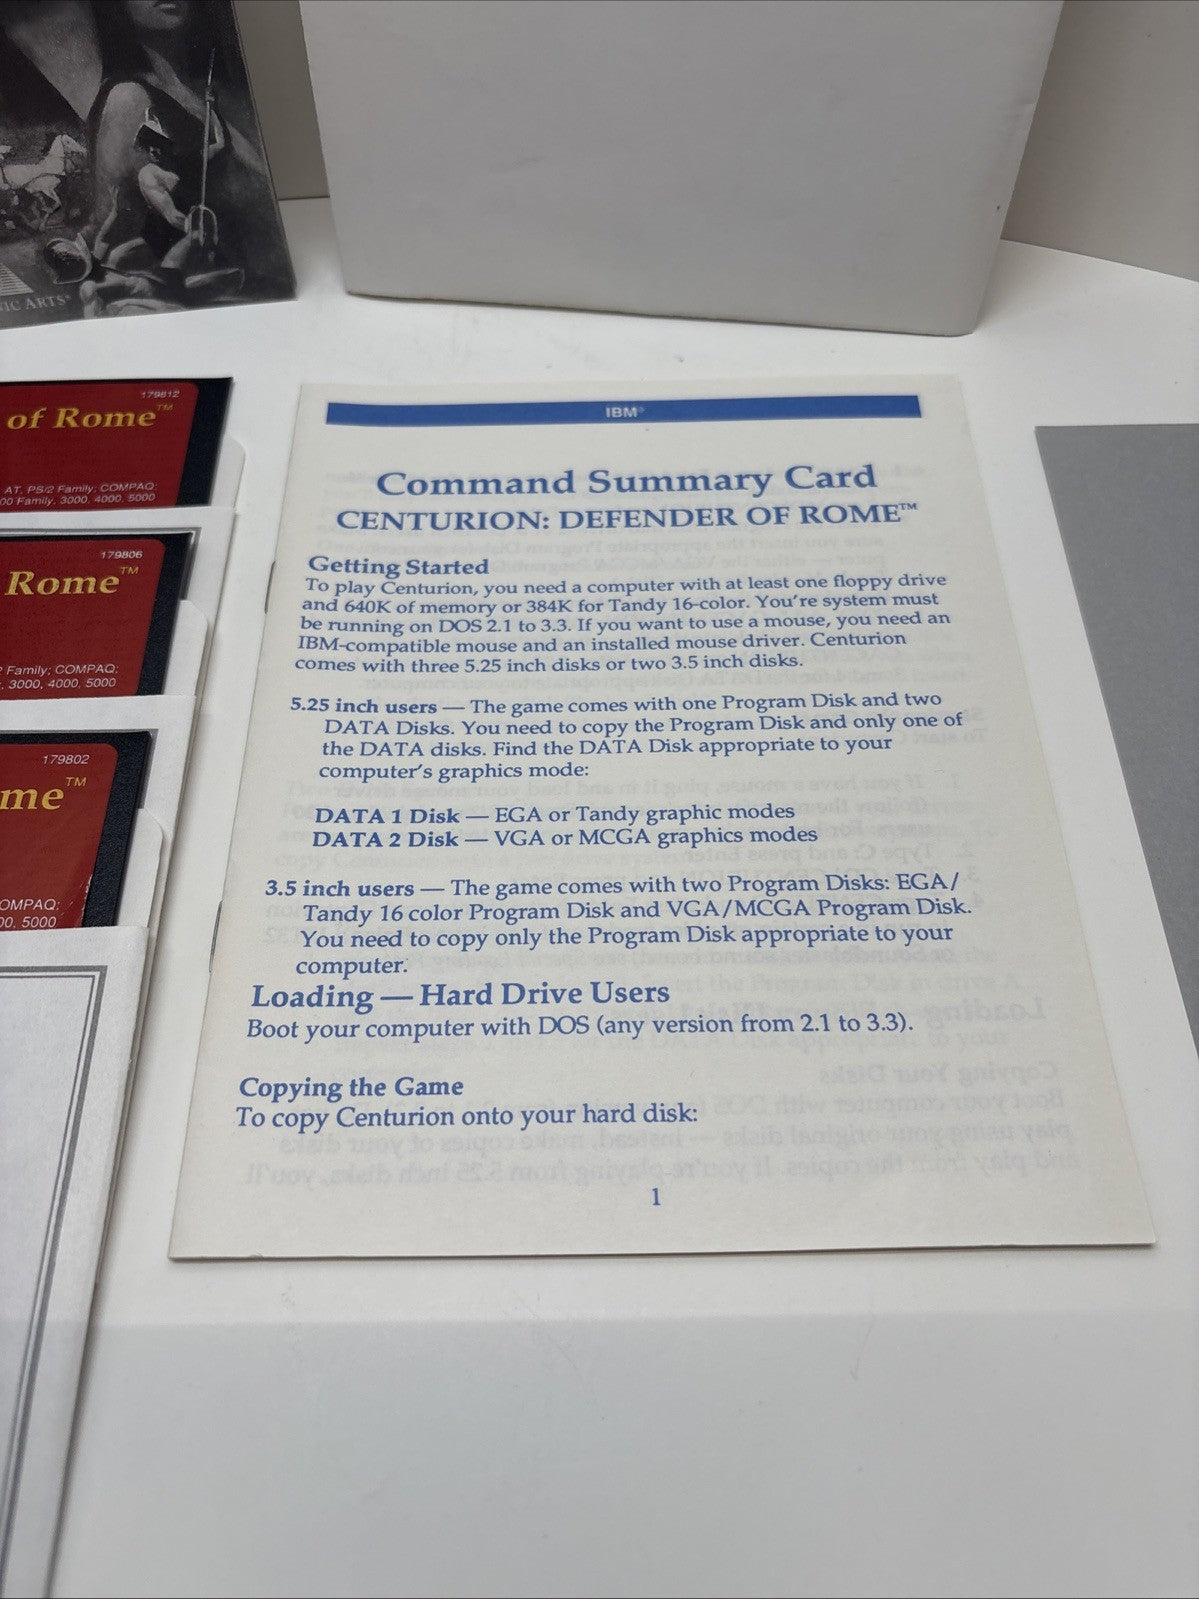 NIC ARTS®
179812
of Rome™
AT, PS/2 Family; COMPAQ:
00 Family, 3000, 4000, 5000
179806
Rome™
Family; COMPAQ:
3000, 4000, 5000
179802
me™
OMPAQ:
00, 5000
IBM®
Command Summary Card
CENTURION: DEFENDER OF ROME™
Getting Started
To play Centurion, you need a computer with at least one floppy drive
and 640K of memory or 384K for Tandy 16-color. You're system must
be running on DOS 2.1 to 3.3. If you want to use a mouse, you need an
IBM-compatible mouse and an installed mouse driver. Centurion
comes with three 5.25 inch disks or two 3.5 inch disks.
5.25 inch users — The game comes with one Program Disk and two
DATA Disks. You need to copy the Program Disk and only one of
the DATA disks. Find the DATA Disk appropriate to your
computer's graphics mode:
DATA 1 Disk — EGA or Tandy graphic modes
DATA 2 Disk — VGA or MCGA graphics modes
3.5 inch users — The game comes with two Program Disks: EGA/
Tandy 16 color Program Disk and VGA/MCGA Program Disk.
You need to copy only the Program Disk appropriate to your
computer.
Loading — Hard Drive Users
Boot your computer with DOS (any version from 2.1 to 3.3).
Copying the Game
To copy Centurion onto your hard disk:
1